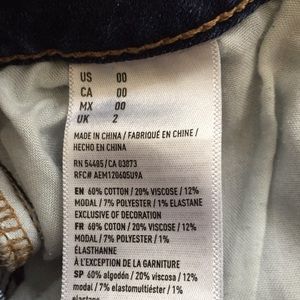 US 00
CA 00
MX 00
UK 2
MADE IN CHINA / FABRIQUÉ EN CHINE /
HECHO EN CHINA
RN 54485/CA 03873
RFC# AEM120605U9A
EN 60% COTTON / 20% VISCOSE / 12%
MODAL / 7% POLYESTER / 1% ELASTANE
EXCLUSIVE OF DECORATION
FR 60% COTON / 20% VISCOSE / 12%
MODAL / 7% POLYESTER / 1%
ÉLASTHANNE
À L'EXCEPTION DE LA GARNITURE
SP 60% algodón / 20% viscosa / 12%
modal / 7% elastomultiéster / 1%
elastano